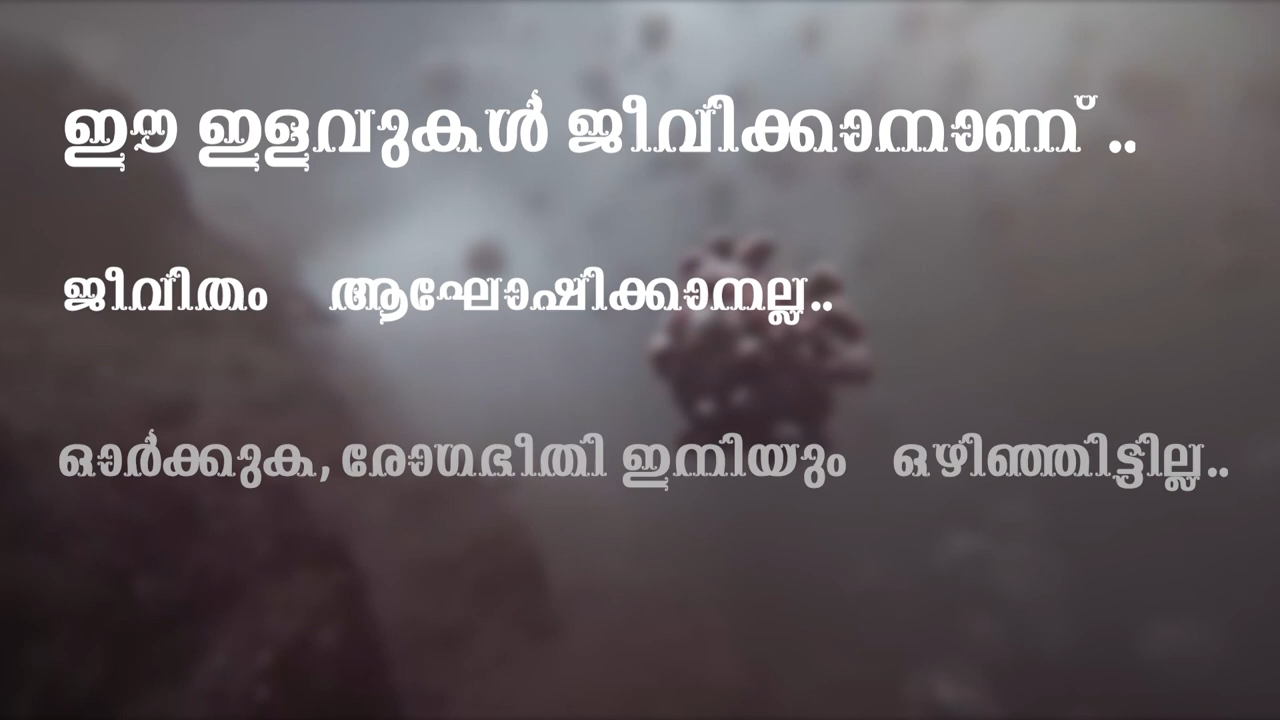 ഈ ഇളവുകൾ ജീവിക്കാനാണ് ..
ജീവിതം ആഘോഷിക്കാനല്ല..
ഓർക്കുക, രോഗഭീതി ഇനിയും ഒഴിഞ്ഞിട്ടില്ല..